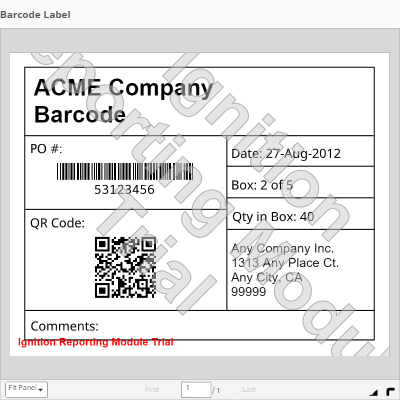 Barcode Label
ACME Company
Barcode
PO #:
53123456
Date: 27-Aug-2012
Box: 2 of 5
Qty in Box: 40
QR Code:
Any Company Inc.
1313 Any Place Ct.
Any City, CA
99999
Comments:
Ignition Reporting Module Trial
Ignition
Reporting Modu
Trial
Fit Panel
First
1
/ 1
Last